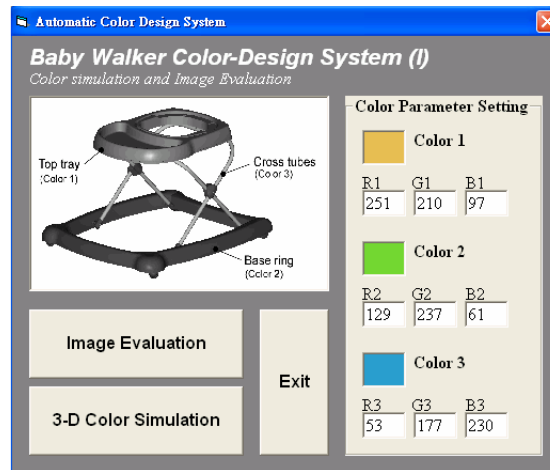 Automatic Color Design System
Baby Walker Color-Design System (I)
Color simulation and Image Evaluation
Top tray
(Color 1)
Cross tubes
(Color 3)
Base ring
(Color 2)
Image Evaluation
3-D Color Simulation
Exit
Color Parameter Setting
Color 1
R1 G1 B1
251 210 97
Color 2
R2 G2 B2
129 237 61
Color 3
R3 G3 B3
53 177 230